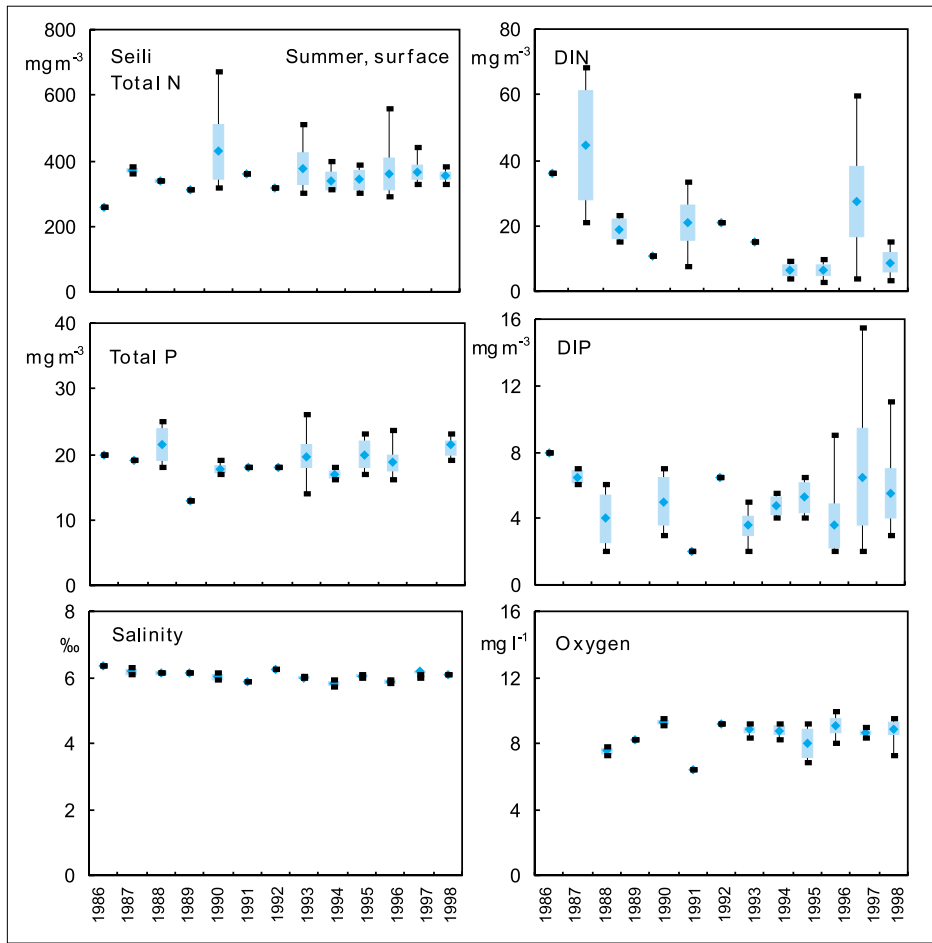 800
mg m⁻³
Seili
Total N
Summer, surface
600
400
200
0
80
mg m⁻³
DIN
60
40
20
0
40
mg m⁻³
Total P
30
20
10
0
16
mg m⁻³
DIP
12
8
4
0
8
‰
Salinity
6
4
2
0
1986 1987 1988 1989 1990 1991 1992 1993 1994 1995 1996 1997 1998
16
mg l⁻¹
Oxygen
12
8
4
0
1986 1987 1988 1989 1990 1991 1992 1993 1994 1995 1996 1997 1998